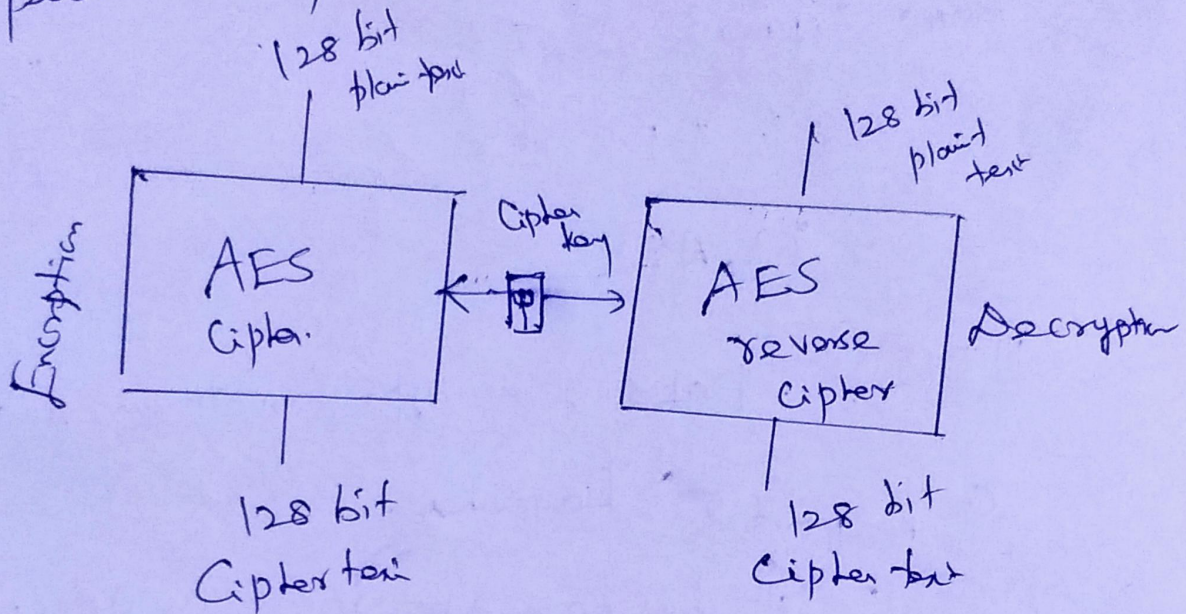 128 bit
plain text
128 bit
plaint
text
Encryption
AES
Cipher.
Cipher
key
AES
reverse
Cipher
Decryption
128 bit
Cipher text
128 bit
Cipher text